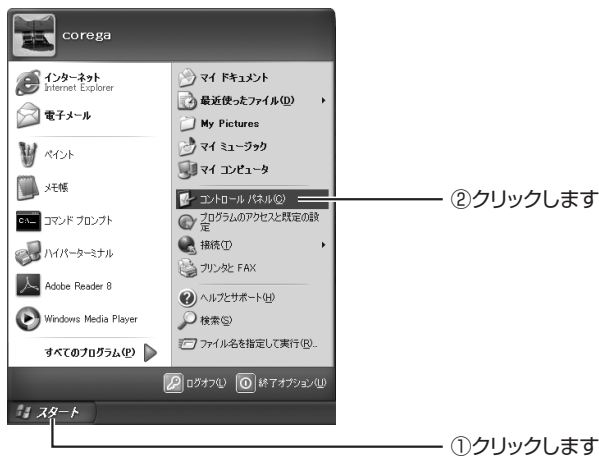 corega
インターネット
Internet Explorer
電子メール
ペイント
メモ帳
コマンド プロンプト
ハイパーターミナル
Adobe Reader 8
Windows Media Player
すべてのプログラム(P)
マイ ドキュメント
最近使ったファイル(D)
My Pictures
マイ ミュージック
マイ コンピュータ
コントロール パネル(C)
プログラムのアクセスと既定の設
定
接続(T)
プリンタと FAX
ヘルプとサポート(H)
検索(S)
ファイル名を指定して実行(R)...
ログオフ(L)
終了オプション(U)
スタート
②クリックします
①クリックします